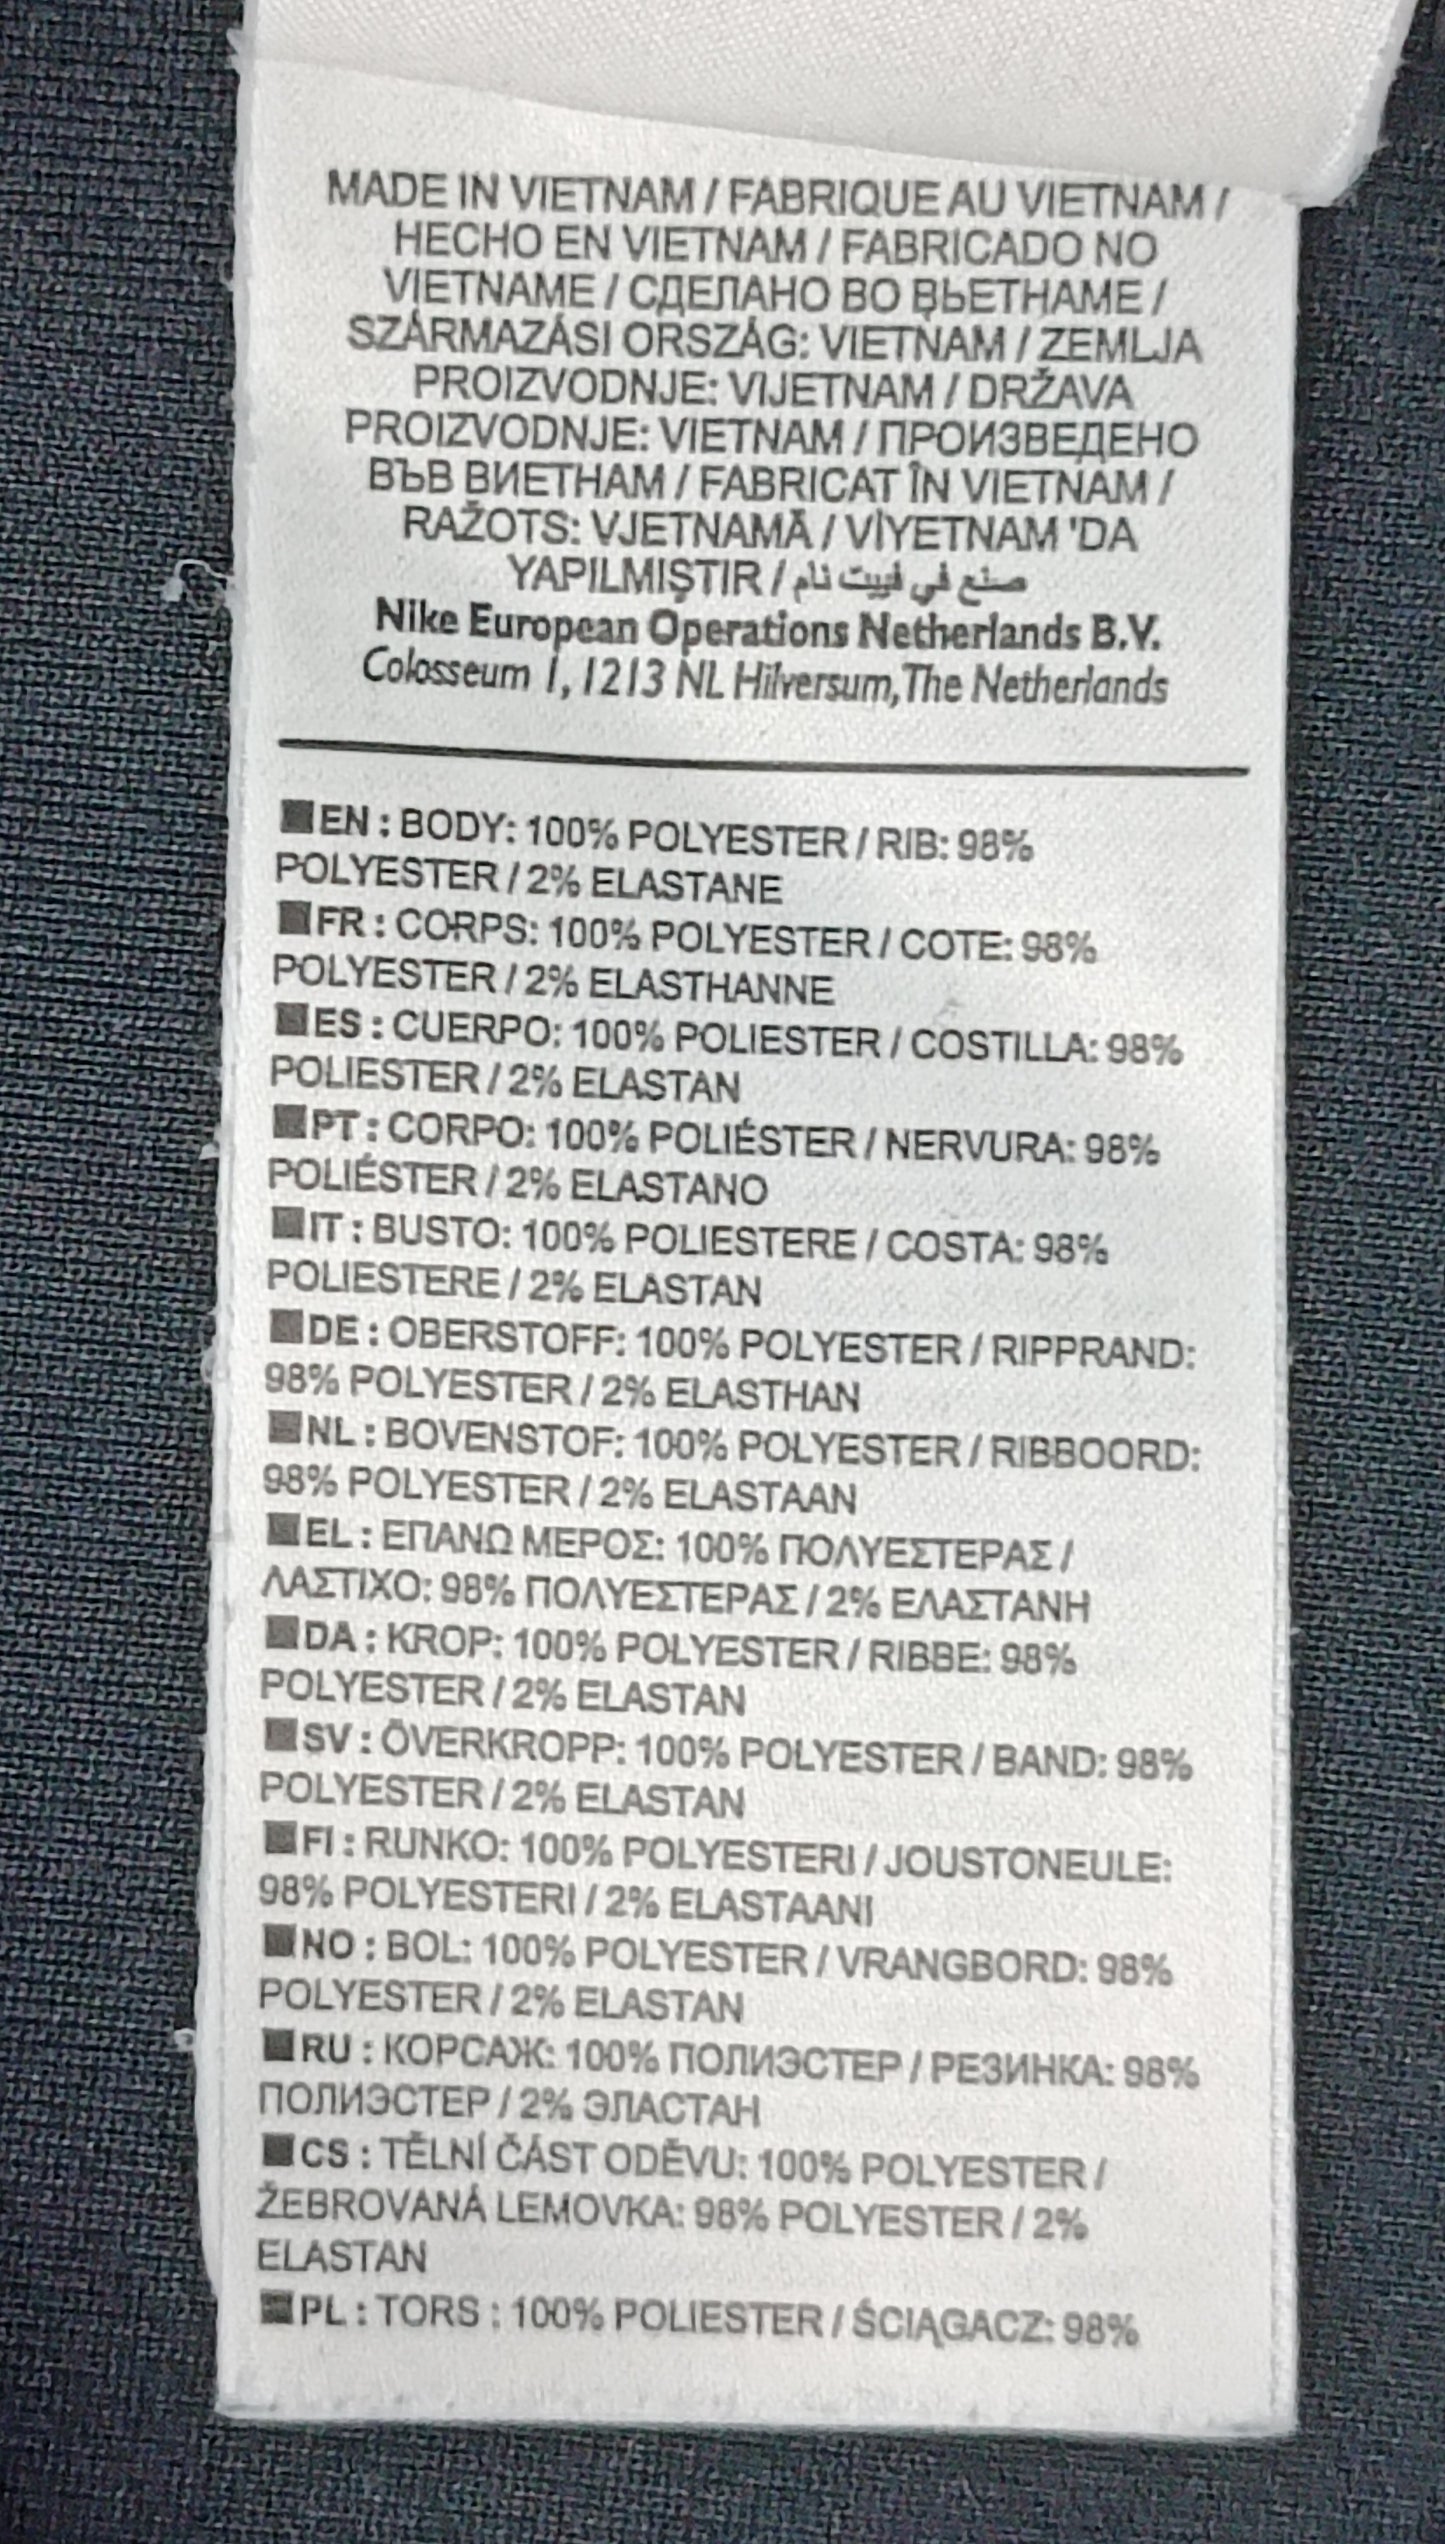 MADE IN VIETNAM / FABRIQUE AU VIETNAM /
HECHO EN VIETNAM / FABRICADO NO
VIETNAME / СДЕЛАНО ВО ВЬЕТНАМЕ /
SZÁRMAZÁSI ORSZÁG: VIETNAM / ZEMLJA
PROIZVODNJE: VIJETNAM / DRŽAVA
PROIZVODNJE: VIETNAM / ПРОИЗВЕДЕНО
ВЪВ ВИЕТНАМ / FABRICAT ÎN VIETNAM /
RAŽOTS: VJETNAMĀ / VİYETNAM 'DA
YAPILMIŞTIR / صنع في فييت نام
Nike European Operations Netherlands B.V.
Colosseum 1, 1213 NL Hilversum, The Netherlands
■EN : BODY: 100% POLYESTER / RIB: 98%
POLYESTER / 2% ELASTANE
■FR : CORPS: 100% POLYESTER / COTE: 98%
POLYESTER / 2% ELASTHANNE
■ES : CUERPO: 100% POLIESTER / COSTILLA: 98%
POLIESTER / 2% ELASTAN
■PT : CORPO: 100% POLIÉSTER / NERVURA: 98%
POLIÉSTER / 2% ELASTANO
■IT : BUSTO: 100% POLIESTERE / COSTA: 98%
POLIESTERE / 2% ELASTAN
■DE : OBERSTOFF: 100% POLYESTER / RIPPRAND:
98% POLYESTER / 2% ELASTHAN
■NL : BOVENSTOF: 100% POLYESTER / RIBBOORD:
98% POLYESTER / 2% ELASTAAN
■EL : ΕΠΑΝΩ ΜΕΡΟΣ: 100% ΠΟΛΥΕΣΤΕΡΑΣ /
ΛΑΣΤΙΧΟ: 98% ΠΟΛΥΕΣΤΕΡΑΣ / 2% ΕΛΑΣΤΑΝΗ
■DA : KROP: 100% POLYESTER / RIBBE: 98%
POLYESTER / 2% ELASTAN
■SV : ÖVERKROPP: 100% POLYESTER / BAND: 98%
POLYESTER / 2% ELASTAN
■FI : RUNKO: 100% POLYESTERI / JOUSTONEULE:
98% POLYESTERI / 2% ELASTAANI
■NO : BOL: 100% POLYESTER / VRANGBORD: 98%
POLYESTER / 2% ELASTAN
■RU : КОРСАЖ: 100% ПОЛИЭСТЕР / РЕЗИНКА: 98%
ПОЛИЭСТЕР / 2% ЭЛАСТАН
■CS : TĚLNÍ ČÁST ODĚVU: 100% POLYESTER /
ŽEBROVANÁ LEMOVKA: 98% POLYESTER / 2%
ELASTAN
■PL : TORS : 100% POLIESTER / ŚCIĄGACZ: 98%